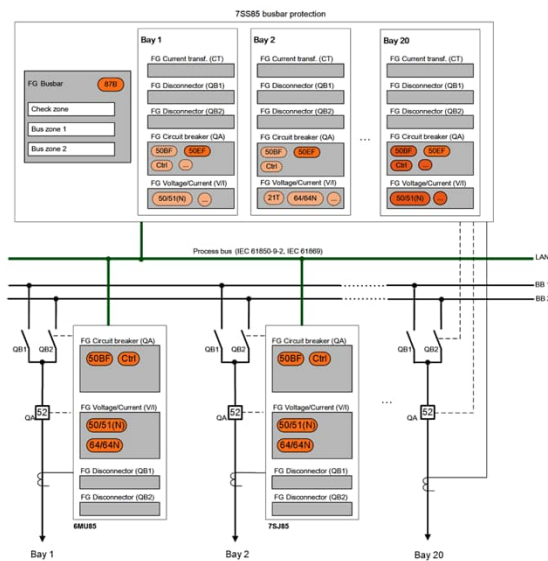 7SS85 busbar protection
FG Busbar 87B
Check zone
Bus zone 1
Bus zone 2
Bay 1
FG Current transf. (CT)
FG Disconnector (QB1)
FG Disconnector (QB2)
FG Circuit breaker (QA)
50BF 50EF
Ctrl ...
FG Voltage/Current (V/I)
50/51(N) ...
Bay 2
FG Current transf. (CT)
FG Disconnector (QB1)
FG Disconnector (QB2)
FG Circuit breaker (QA)
50BF 50EF
Ctrl
FG Voltage/Current (V/I)
21T 64/64N ...
...
Bay 20
FG Current transf. (CT)
FG Disconnector (QB1)
FG Disconnector (QB2)
FG Circuit breaker (QA)
50BF 50EF
Ctrl ...
FG Voltage/Current (V/I)
50/51(N) ...
Process bus (IEC 61850-9-2, IEC 61869)
LAN
BB 1
BB 2
QB1 QB2
QA 52
FG Circuit breaker (QA)
50BF Ctrl
FG Voltage/Current (V/I)
50/51(N)
64/64N
FG Disconnector (QB1)
FG Disconnector (QB2)
6MU85
Bay 1
QB1 QB2
QA 52
FG Circuit breaker (QA)
50BF Ctrl
FG Voltage/Current (V/I)
50/51(N)
64/64N
FG Disconnector (QB1)
FG Disconnector (QB2)
7SJ85
Bay 2
...
QB1 QB2
QA 52
Bay 20